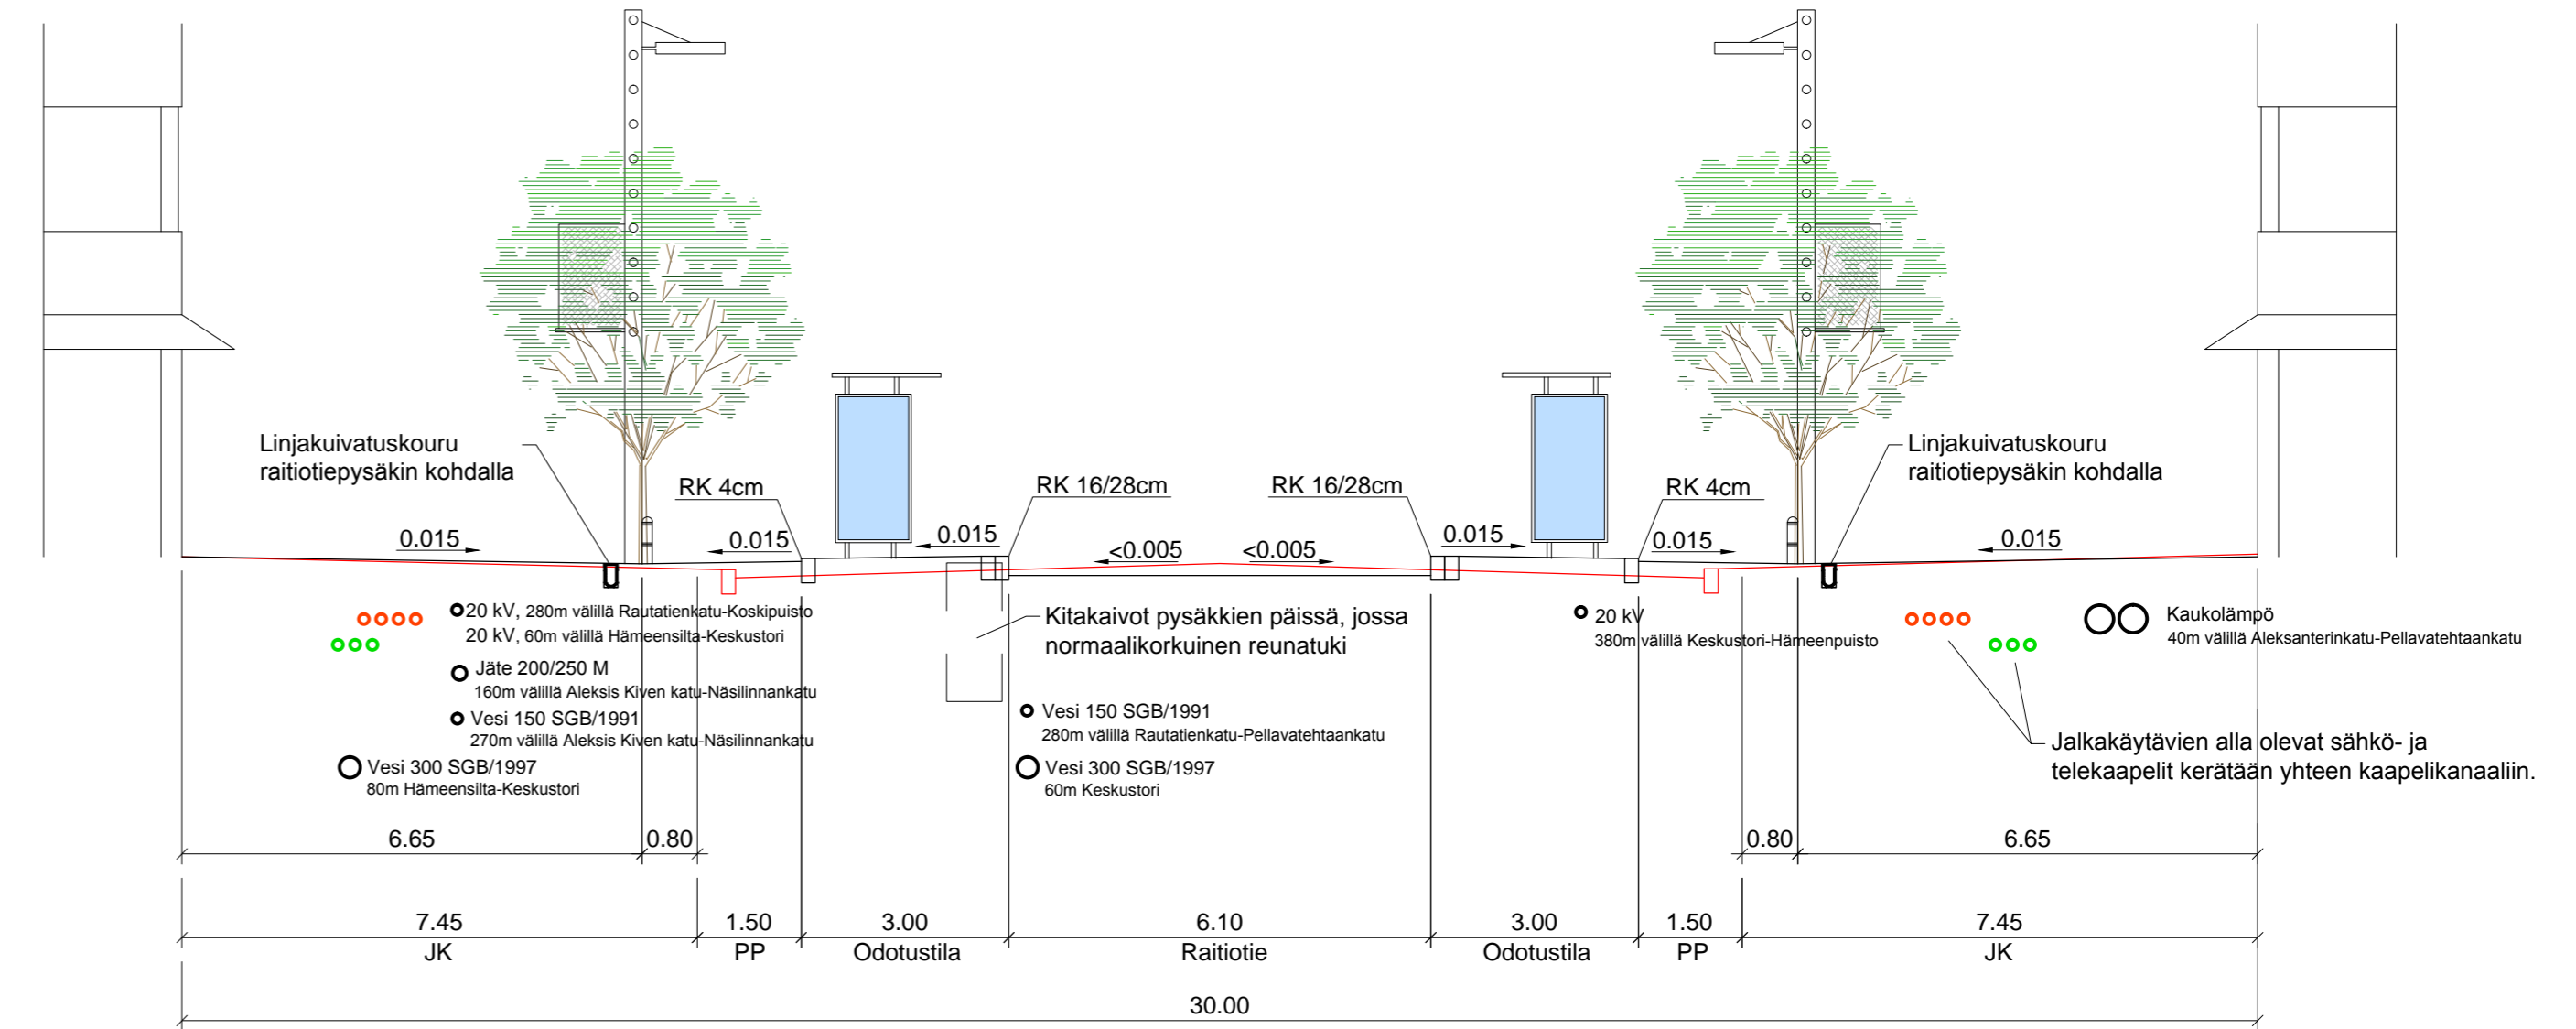 Linjakuivatuskouru
raitiotiepysäkin kohdalla
RK 4cm
RK 16/28cm
RK 16/28cm
RK 4cm
Linjakuivatuskouru
raitiotiepysäkin kohdalla
0.015
0.015
0.015
<0.005
<0.005
0.015
0.015
0.015
20 kV, 280m välillä Rautatienkatu-Koskipuisto
20 kV, 60m välillä Hämeensilta-Keskustori
Jäte 200/250 M
160m välillä Aleksis Kiven katu-Näsilinnankatu
Vesi 150 SGB/1991
270m välillä Aleksis Kiven katu-Näsilinnankatu
Vesi 300 SGB/1997
80m Hämeensilta-Keskustori
Kitakaivot pysäkkien päissä, jossa
normaalikorkuinen reunatuki
Vesi 150 SGB/1991
280m välillä Rautatienkatu-Pellavatehtaankatu
Vesi 300 SGB/1997
60m Keskustori
20 kV
380m välillä Keskustori-Hämeenpuisto
Kaukolämpö
40m välillä Aleksanterinkatu-Pellavatehtaankatu
Jalkakäytävien alla olevat sähkö- ja
telekaapelit kerätään yhteen kaapelikanaaliin.
6.65
0.80
0.80
6.65
7.45
1.50
3.00
6.10
3.00
1.50
7.45
JK
PP
Odotustila
Raitiotie
Odotustila
PP
JK
30.00